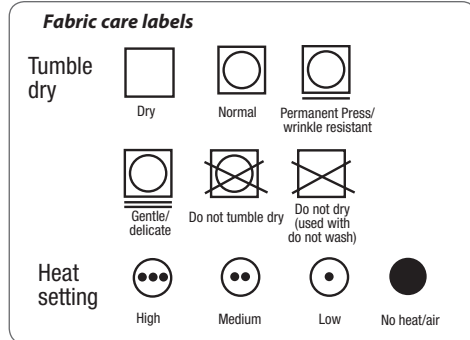 Fabric care labels
Tumble
dry
Dry
Normal
Permanent Press/
wrinkle resistant
Gentle/
delicate
Do not tumble dry
Do not dry
(used with
do not wash)
Heat
setting
High
Medium
Low
No heat/air